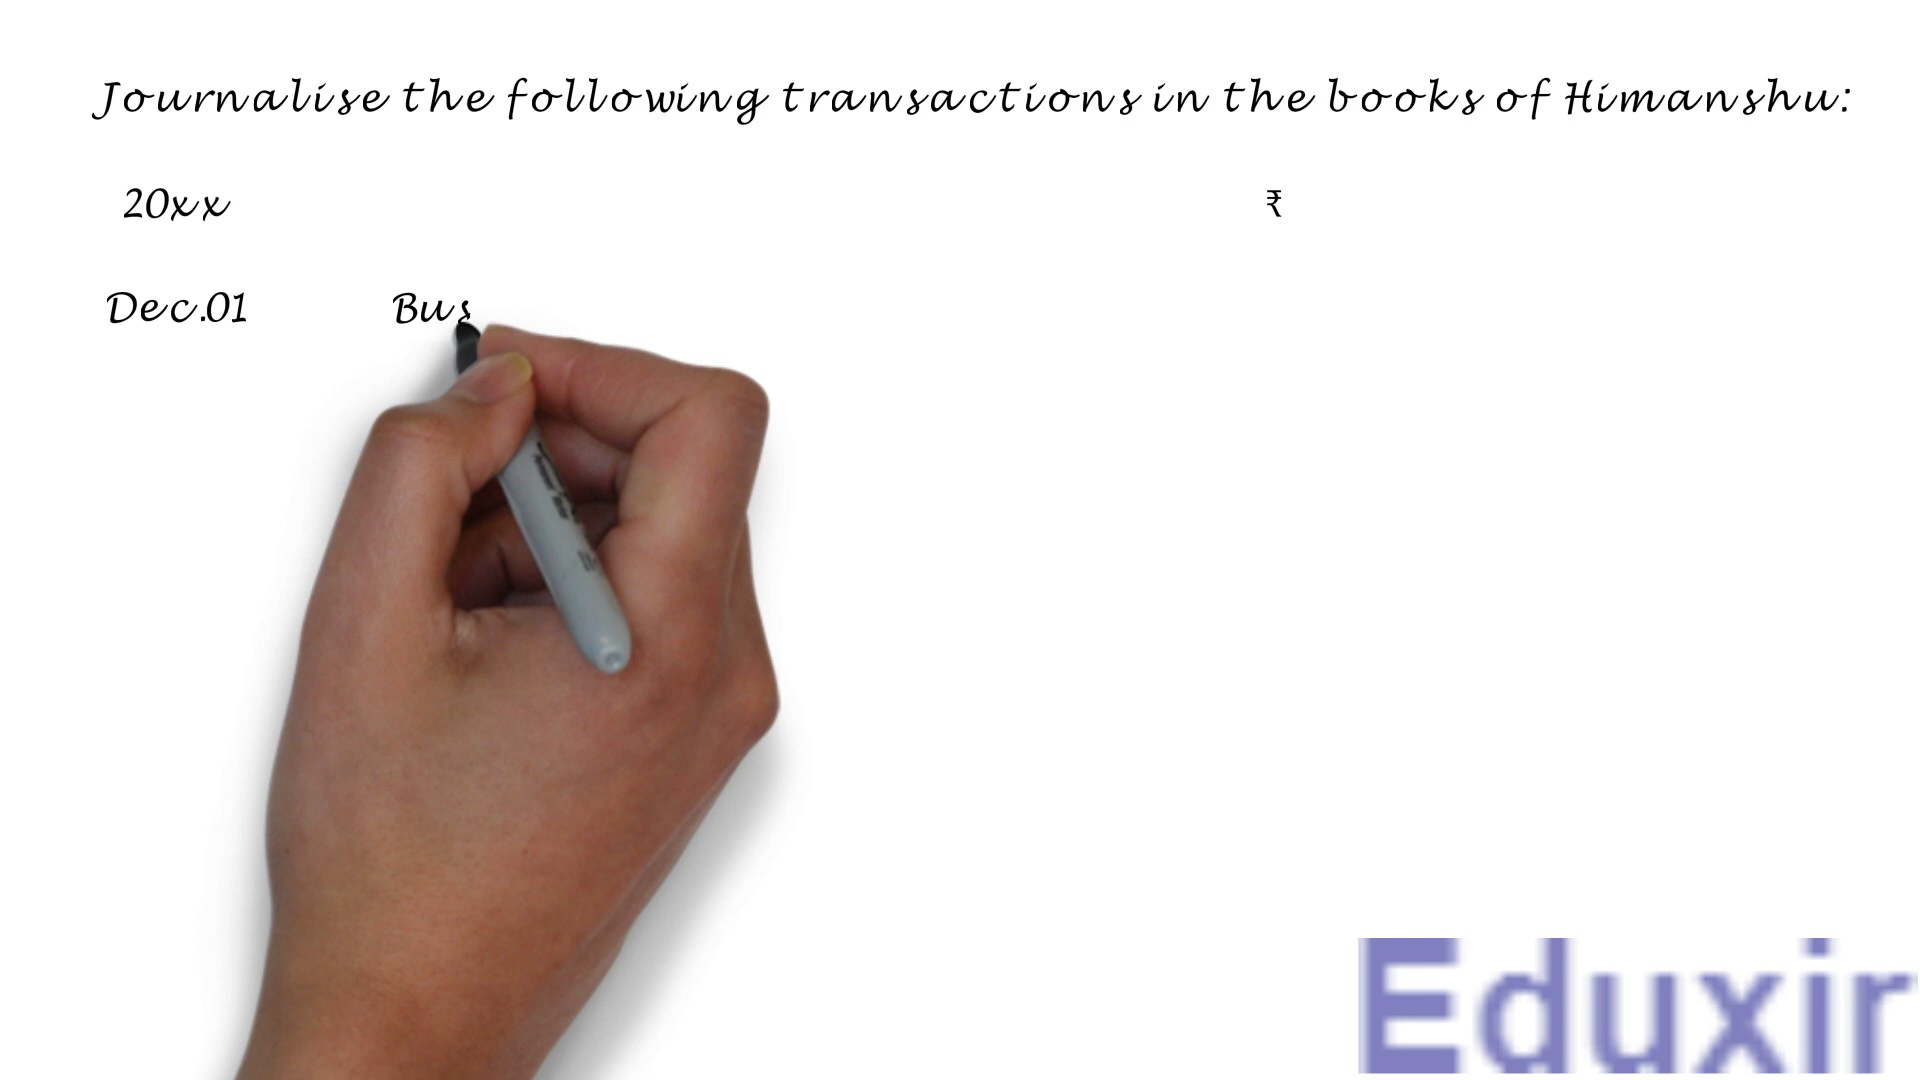 Journalise the following transactions in the books of Himanshu:
20xx ₹
Dec.01 Bus
Eduxir